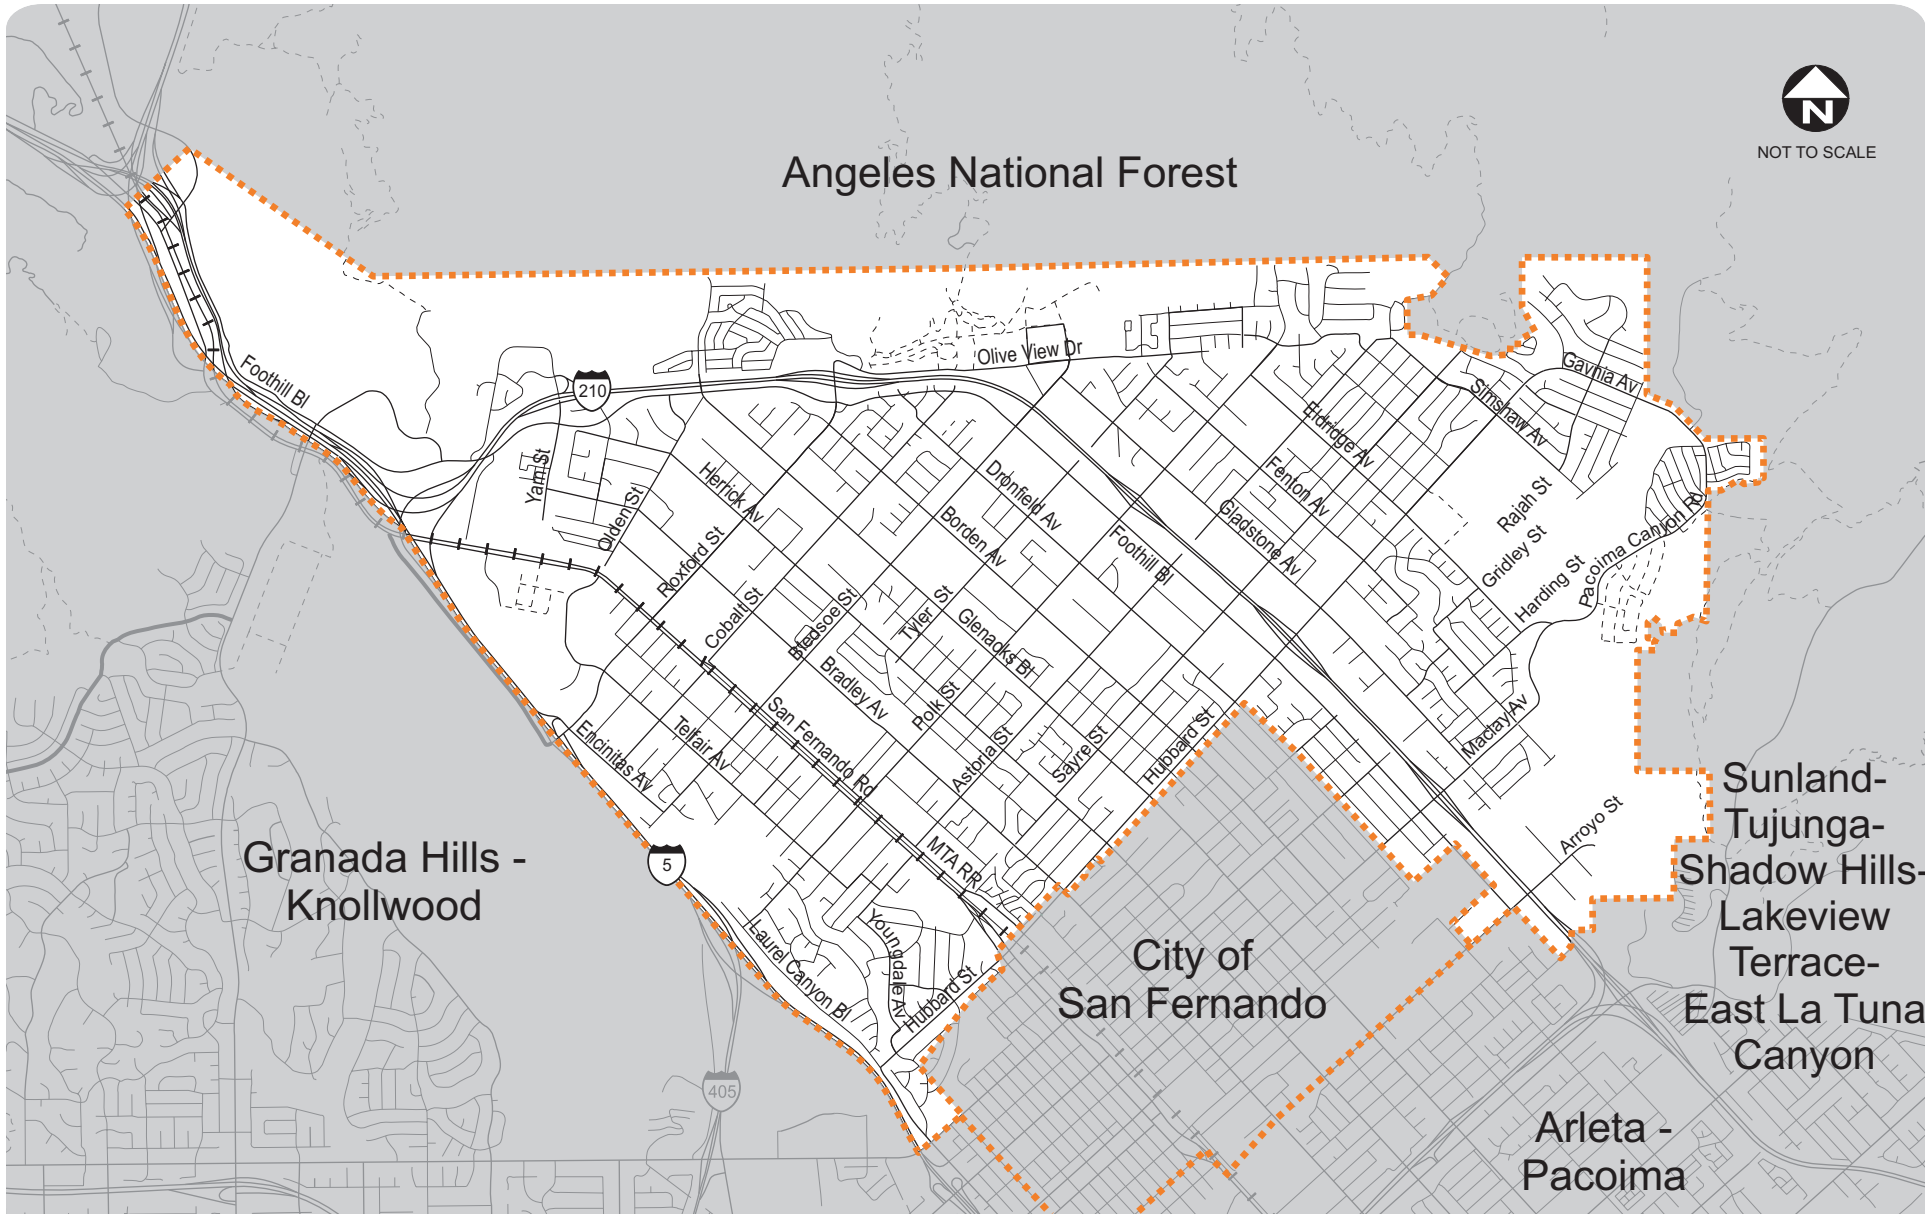 N
NOT TO SCALE
Angeles National Forest
Foothill Bl
210
Olive View Dr
Gavnia Av
Simshaw Av
Eldridge Av
Fenton Av
Gladstone Av
Yarn St
Olden St
Herrick Av
Roxford St
Dronfield Av
Borden Av
Foothill Bl
Rajah St
Gridley St
Harding St
Pacoima Canyon Rd
Cobalt St
Bledsoe St
Tyler St
Glenoaks Bl
Bradley Av
Polk St
Astoria St
Sayre St
Hubbard St
Maclay Av
Arroyo St
Encinitas Av
Telfair Av
San Fernando Rd
MTA RR
5
Laurel Canyon Bl
Youngdale Av
Hubbard St
405
Granada Hills -
Knollwood
City of
San Fernando
Sunland-
Tujunga-
Shadow Hills-
Lakeview
Terrace-
East La Tuna
Canyon
Arleta -
Pacoima